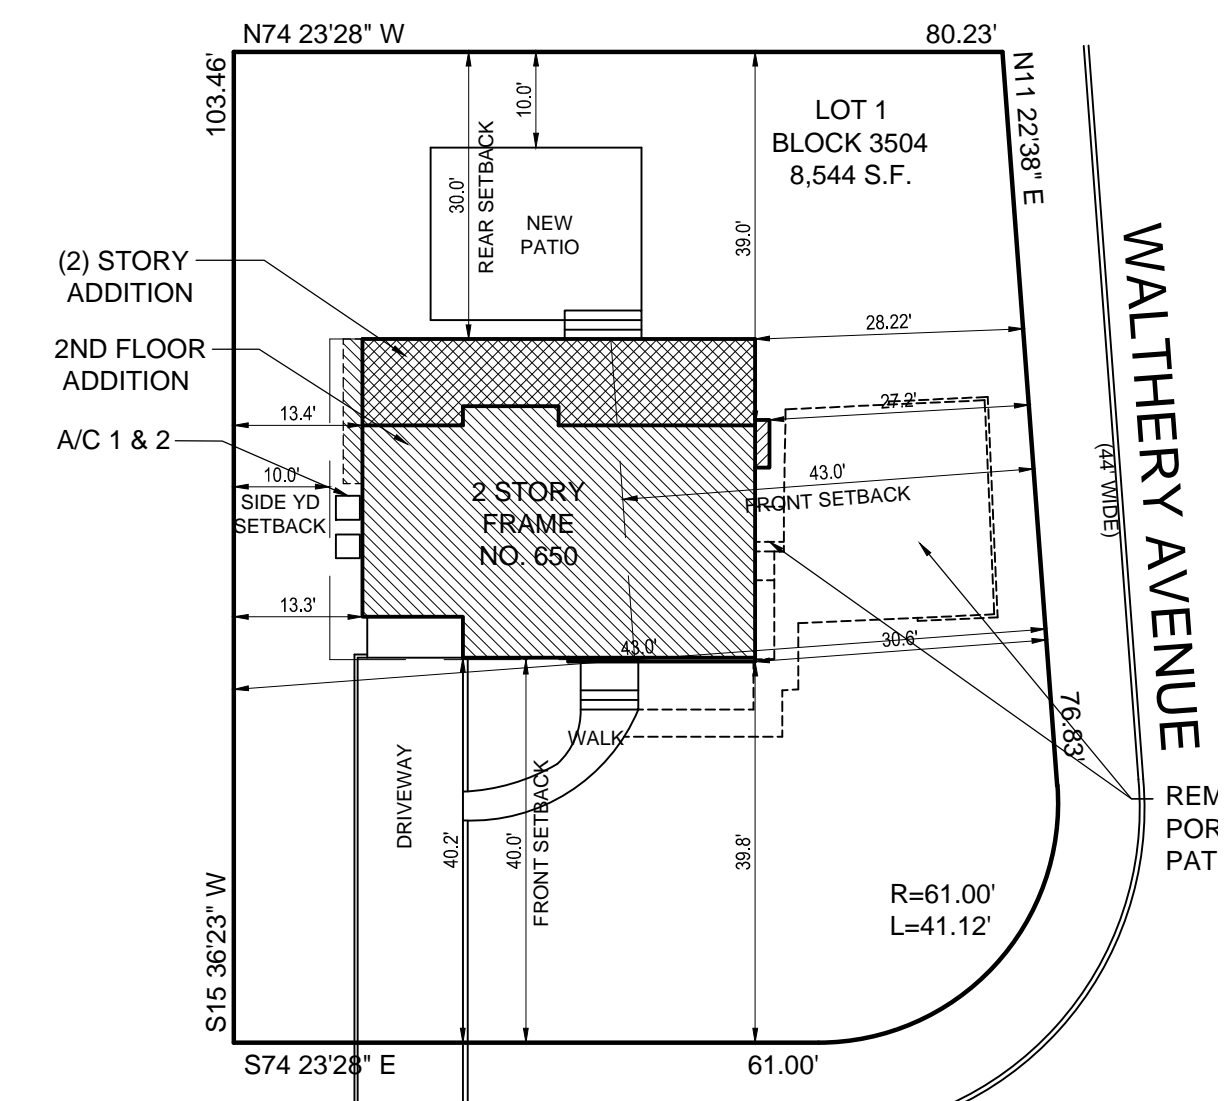 N74 23'28" W
80.23'
103.46'
N11 22'38" E
LOT 1
BLOCK 3504
8,544 S.F.
10.0'
30.0'
REAR SETBACK
NEW
PATIO
39.0'
(2) STORY
ADDITION
2ND FLOOR
ADDITION
A/C 1 & 2
28.22'
27.2'
13.4'
10.0'
SIDE YD
SETBACK
43.0'
FRONT SETBACK
2 STORY
FRAME
NO. 650
13.3'
43.0'
30.6'
WALTHERY AVENUE
(44' WIDE)
76.83'
WALK
DRIVEWAY
40.2'
40.0'
FRONT SETBACK
39.8'
REM
POR
PAT
R=61.00'
L=41.12'
S15 36'23" W
S74 23'28" E
61.00'